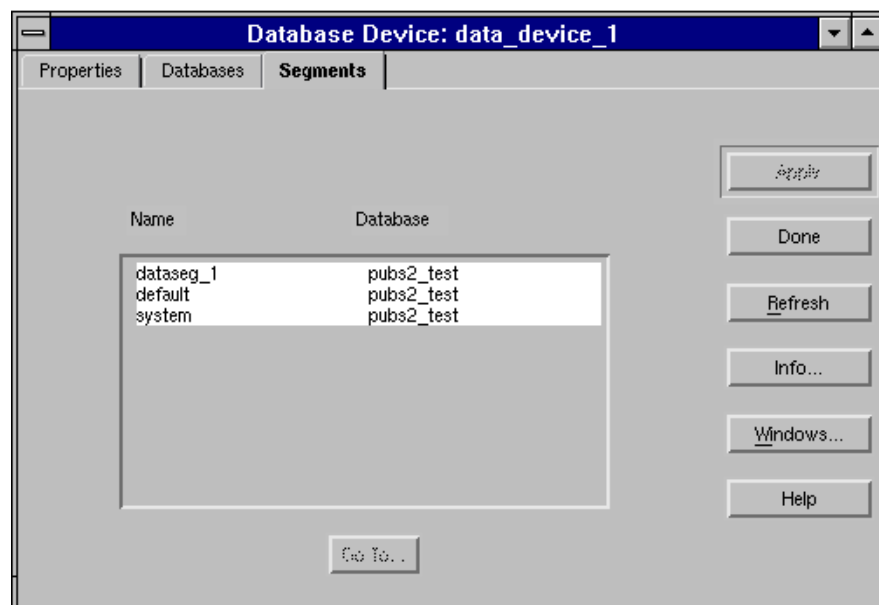 Database Device: data_device_1
Properties Databases Segments
Apply
Name Database
Done
dataseg_1 pubs2_test
default pubs2_test
system pubs2_test
Refresh
Info...
Windows...
Help
Go To. .